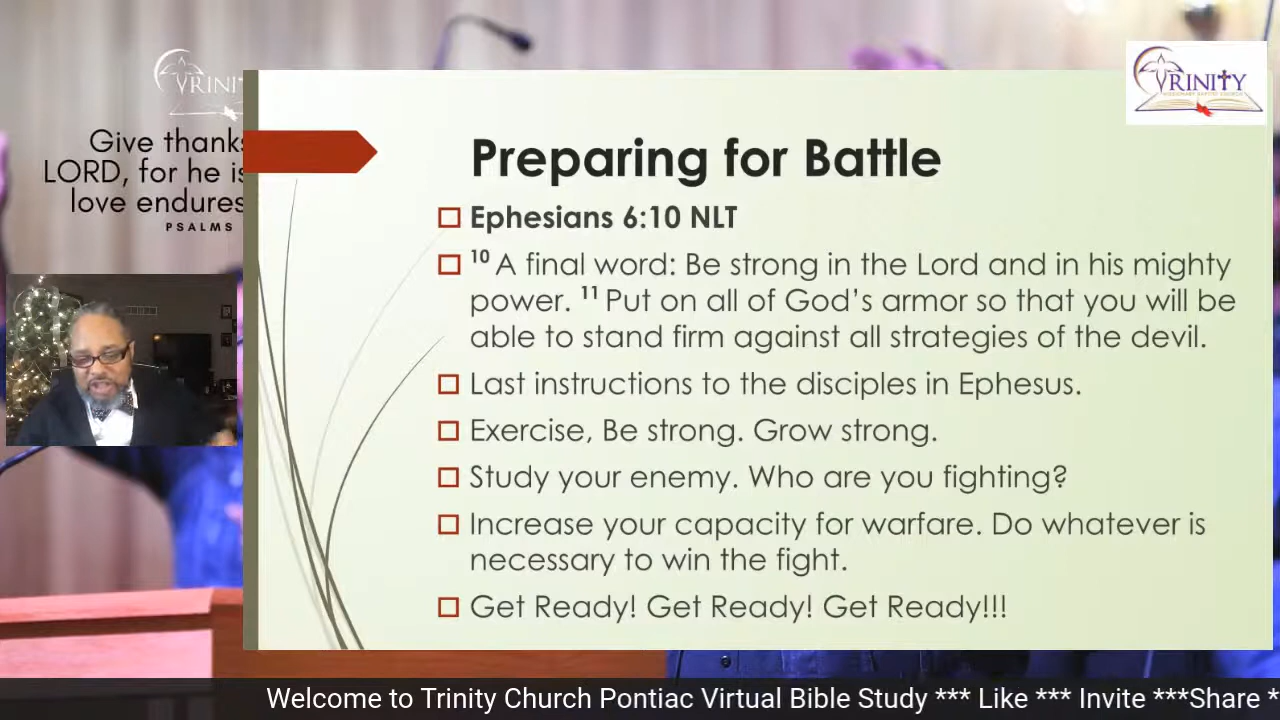 TRINITY
Give thanks
LORD, for he is
love endures
PSALMS
TRINITY
MISSIONARY BAPTIST CHURCH
Preparing for Battle
Ephesians 6:10 NLT
10 A final word: Be strong in the Lord and in his mighty
power. 11 Put on all of God’s armor so that you will be
able to stand firm against all strategies of the devil.
Last instructions to the disciples in Ephesus.
Exercise, Be strong. Grow strong.
Study your enemy. Who are you fighting?
Increase your capacity for warfare. Do whatever is
necessary to win the fight.
Get Ready! Get Ready! Get Ready!!!
Welcome to Trinity Church Pontiac Virtual Bible Study *** Like *** Invite ***Share *